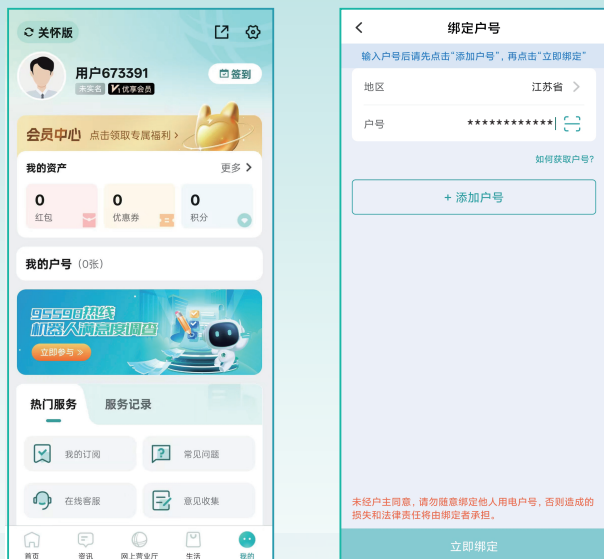 关怀版
用户673391
未实名 V1优享会员
签到
会员中心 点击领取专属福利 >
我的资产 更多 >
0 0 0
红包 优惠券 积分
我的户号（0张）
95598热线
机器人满意度调查
立即参与 >>
热门服务 服务记录
我的订阅 常见问题
在线客服 意见收集
首页 资讯 网上营业厅 生活 我的
绑定户号
输入户号后请先点击“添加户号”，再点击“立即绑定”
地区 江苏省 >
户号 ************
如何获取户号?
+ 添加户号
未经户主同意，请勿随意绑定他人用电户号，否则造成的
损失和法律责任将由绑定者承担。
立即绑定